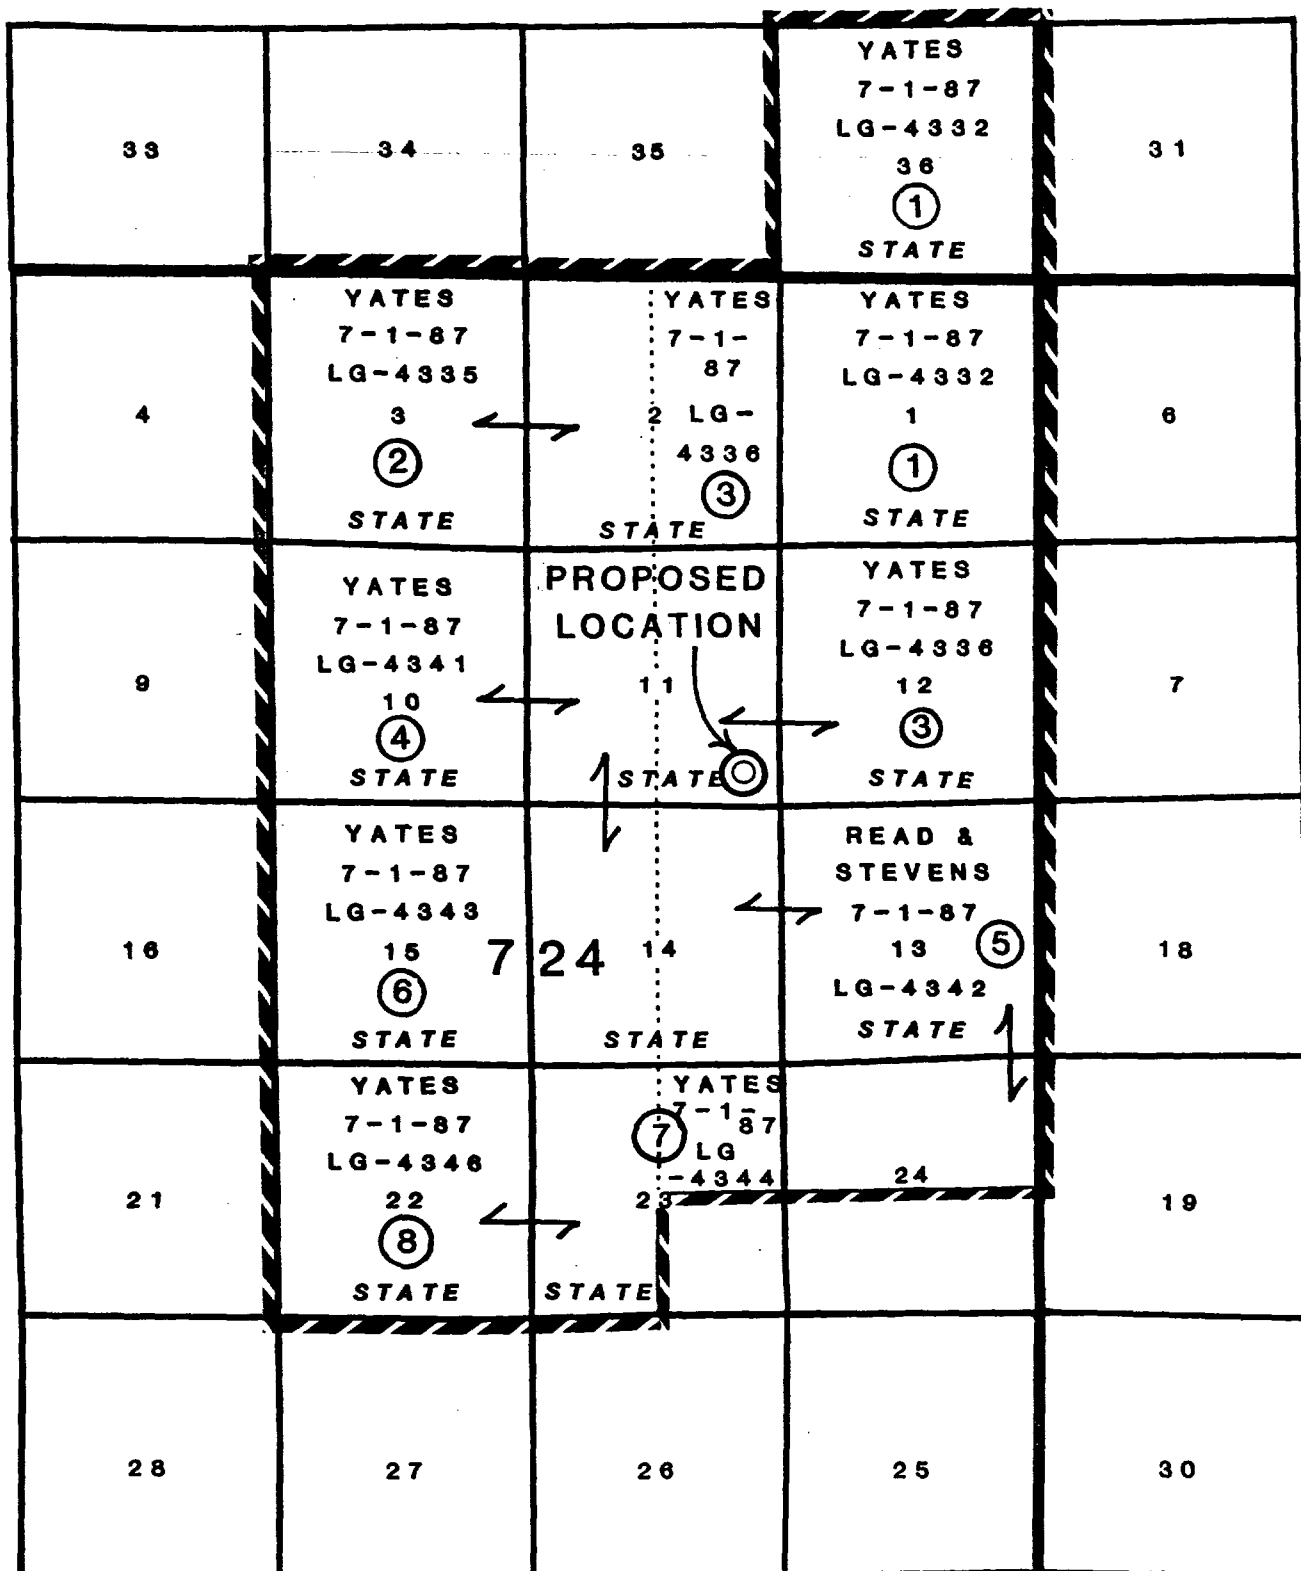 33
34
35
YATES
7-1-87
LG-4332
36
1
STATE
31
4
YATES
7-1-87
LG-4335
3
2
STATE
2
YATES
7-1-
87
LG-
4336
3
STATE
YATES
7-1-87
LG-4332
1
1
STATE
6
9
YATES
7-1-87
LG-4341
10
4
STATE
PROPOSED
LOCATION
11
STATE
YATES
7-1-87
LG-4336
12
3
STATE
7
16
YATES
7-1-87
LG-4343
15
6
STATE
7 24
14
STATE
READ &
STEVENS
7-1-87
13
5
LG-4342
STATE
18
21
YATES
7-1-87
LG-4346
22
8
STATE
YATES
7-1-
87
7
LG
-4344
23
STATE
24
19
28
27
26
25
30